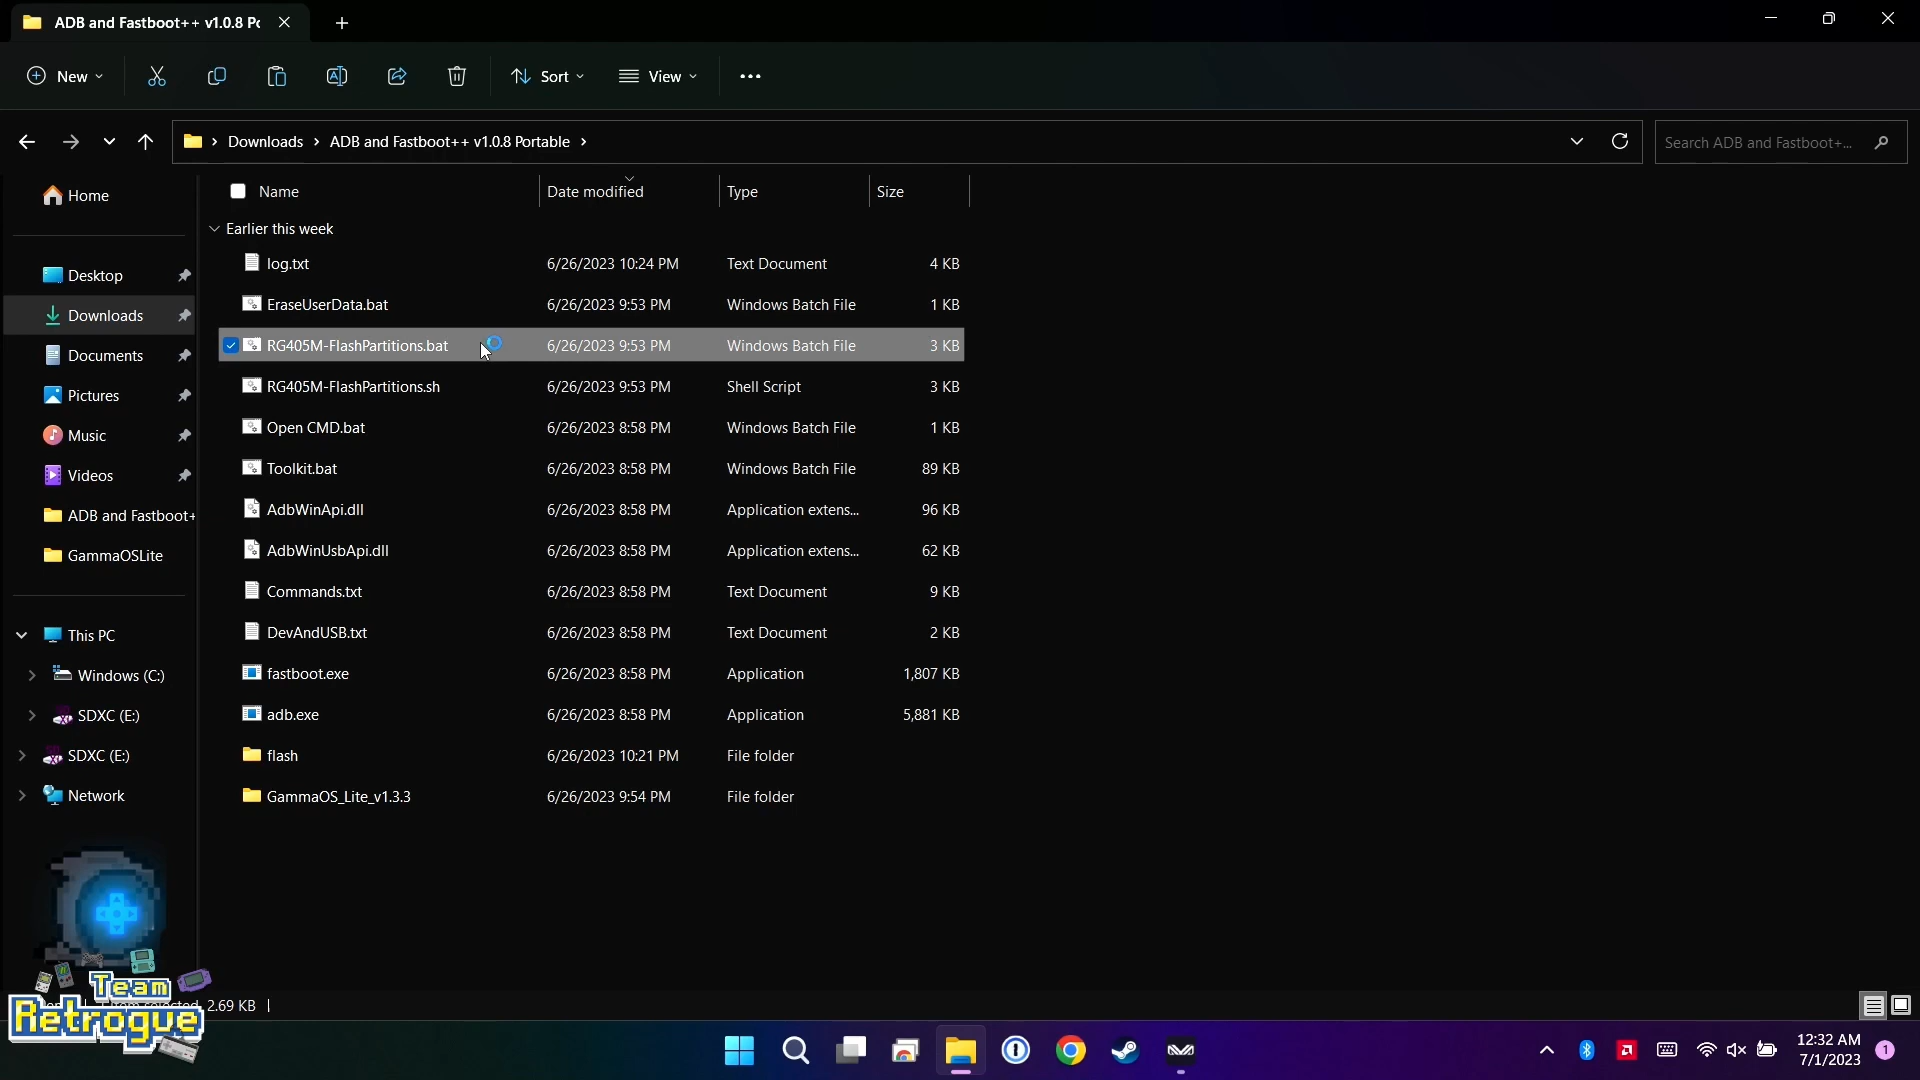 ADB and Fastboot++ v1.0.8 Pc
New
Sort
View
Downloads > ADB and Fastboot++ v1.0.8 Portable >
Search ADB and Fastboot+...
Home
Desktop
Downloads
Documents
Pictures
Music
Videos
ADB and Fastboot+
GammaOSLite
This PC
Windows (C:)
SDXC (E:)
SDXC (E:)
Network
Name Date modified Type Size
Earlier this week
log.txt 6/26/2023 10:24 PM Text Document 4 KB
EraseUserData.bat 6/26/2023 9:53 PM Windows Batch File 1 KB
RG405M-FlashPartitions.bat 6/26/2023 9:53 PM Windows Batch File 3 KB
RG405M-FlashPartitions.sh 6/26/2023 9:53 PM Shell Script 3 KB
Open CMD.bat 6/26/2023 8:58 PM Windows Batch File 1 KB
Toolkit.bat 6/26/2023 8:58 PM Windows Batch File 89 KB
AdbWinApi.dll 6/26/2023 8:58 PM Application extens... 96 KB
AdbWinUsbApi.dll 6/26/2023 8:58 PM Application extens... 62 KB
Commands.txt 6/26/2023 8:58 PM Text Document 9 KB
DevAndUSB.txt 6/26/2023 8:58 PM Text Document 2 KB
fastboot.exe 6/26/2023 8:58 PM Application 1,807 KB
adb.exe 6/26/2023 8:58 PM Application 5,881 KB
flash 6/26/2023 10:21 PM File folder
GammaOS_Lite_v1.3.3 6/26/2023 9:54 PM File folder
Team
Retrogue
selected 2.69 KB
12:32 AM
7/1/2023
1